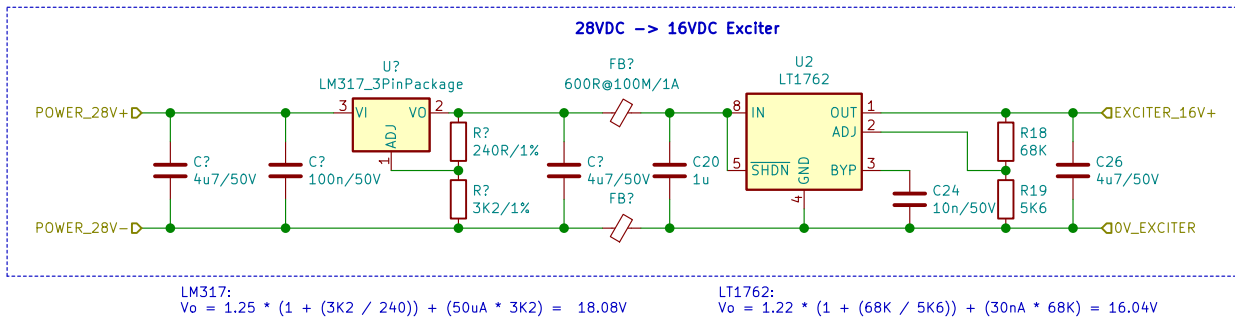 28VDC -> 16VDC Exciter
U?
LM317_3PinPackage
FB?
600R@100M/1A
U2
LT1762
POWER_28V+
3
VI
VO
2
ADJ
1
R?
240R/1%
8
IN
OUT
1
ADJ
2
EXCITER_16V+
R18
68K
C?
4u7/50V
C?
100n/50V
C?
4u7/50V
C20
1u
5
SHDN
GND
4
BYP
3
C26
4u7/50V
R?
3K2/1%
FB?
C24
10n/50V
R19
5K6
POWER_28V-
0V_EXCITER
LM317:
Vo = 1.25 * (1 + (3K2 / 240)) + (50uA * 3K2) = 18.08V
LT1762:
Vo = 1.22 * (1 + (68K / 5K6)) + (30nA * 68K) = 16.04V